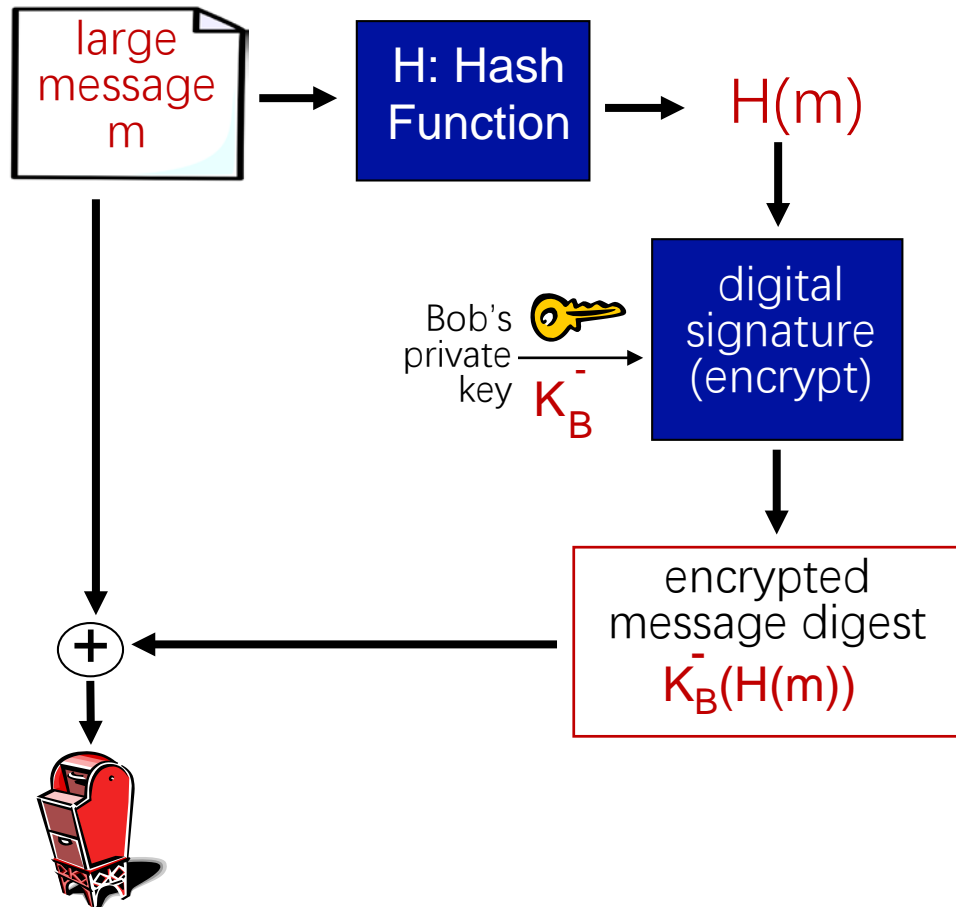 large
message
m
H: Hash
Function
H(m)
digital
signature
(encrypt)
Bob's
private
key
K⁻
B
encrypted
message digest
K⁻
B
(H(m))
+